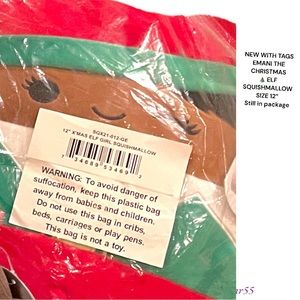 NEW WITH TAGS
EMANI THE
CHRISTMAS
ELF
SQUISHMALLOW
SIZE 12"
Still in package
SQX21-012-GE
12" X'MAS ELF GIRL SQUISHMALLOW
WARNING: To avoid danger of
suffocation, keep this plastic bag
away from babies and children.
Do not use this bag in cribs,
beds, carriages or play pens.
This bag is not a toy.